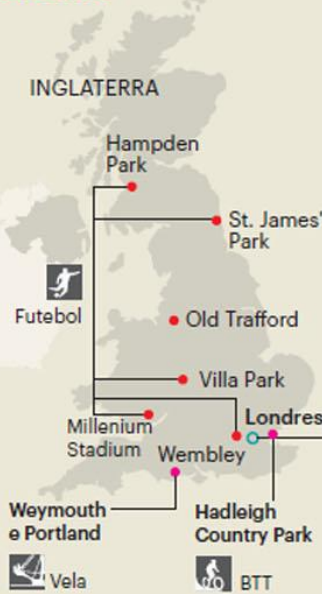 INGLATERRA
Hampden
Park
St. James'
Park
Futebol
Old Trafford
Villa Park
Millenium
Stadium
Londres
Wembley
Weymouth
e Portland
Hadleigh
Country Park
Vela
BTT